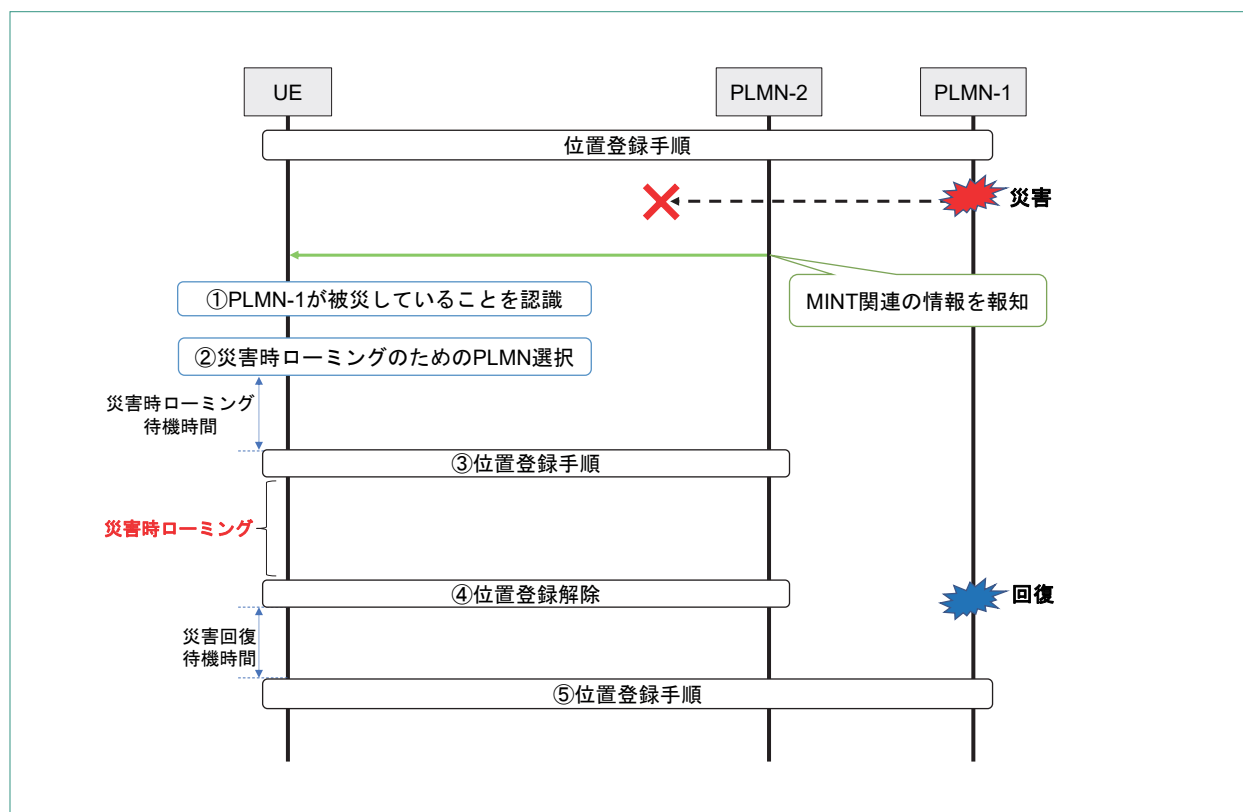 UE
PLMN-2
PLMN-1
位置登録手順
災害
MINT関連の情報を報知
①PLMN-1が被災していることを認識
②災害時ローミングのためのPLMN選択
災害時ローミング
待機時間
③位置登録手順
災害時ローミング
④位置登録解除
回復
災害回復
待機時間
⑤位置登録手順